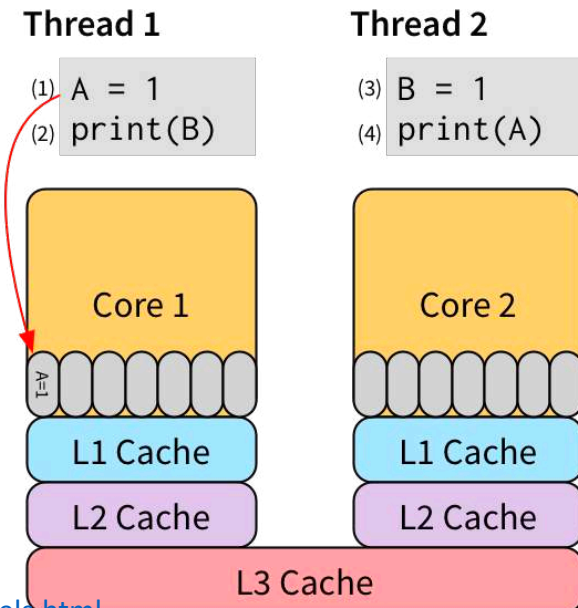 Thread 1
(1) A = 1
(2) print(B)
Thread 2
(3) B = 1
(4) print(A)
Core 1
A=1
L1 Cache
L2 Cache
Core 2
L1 Cache
L2 Cache
L3 Cache